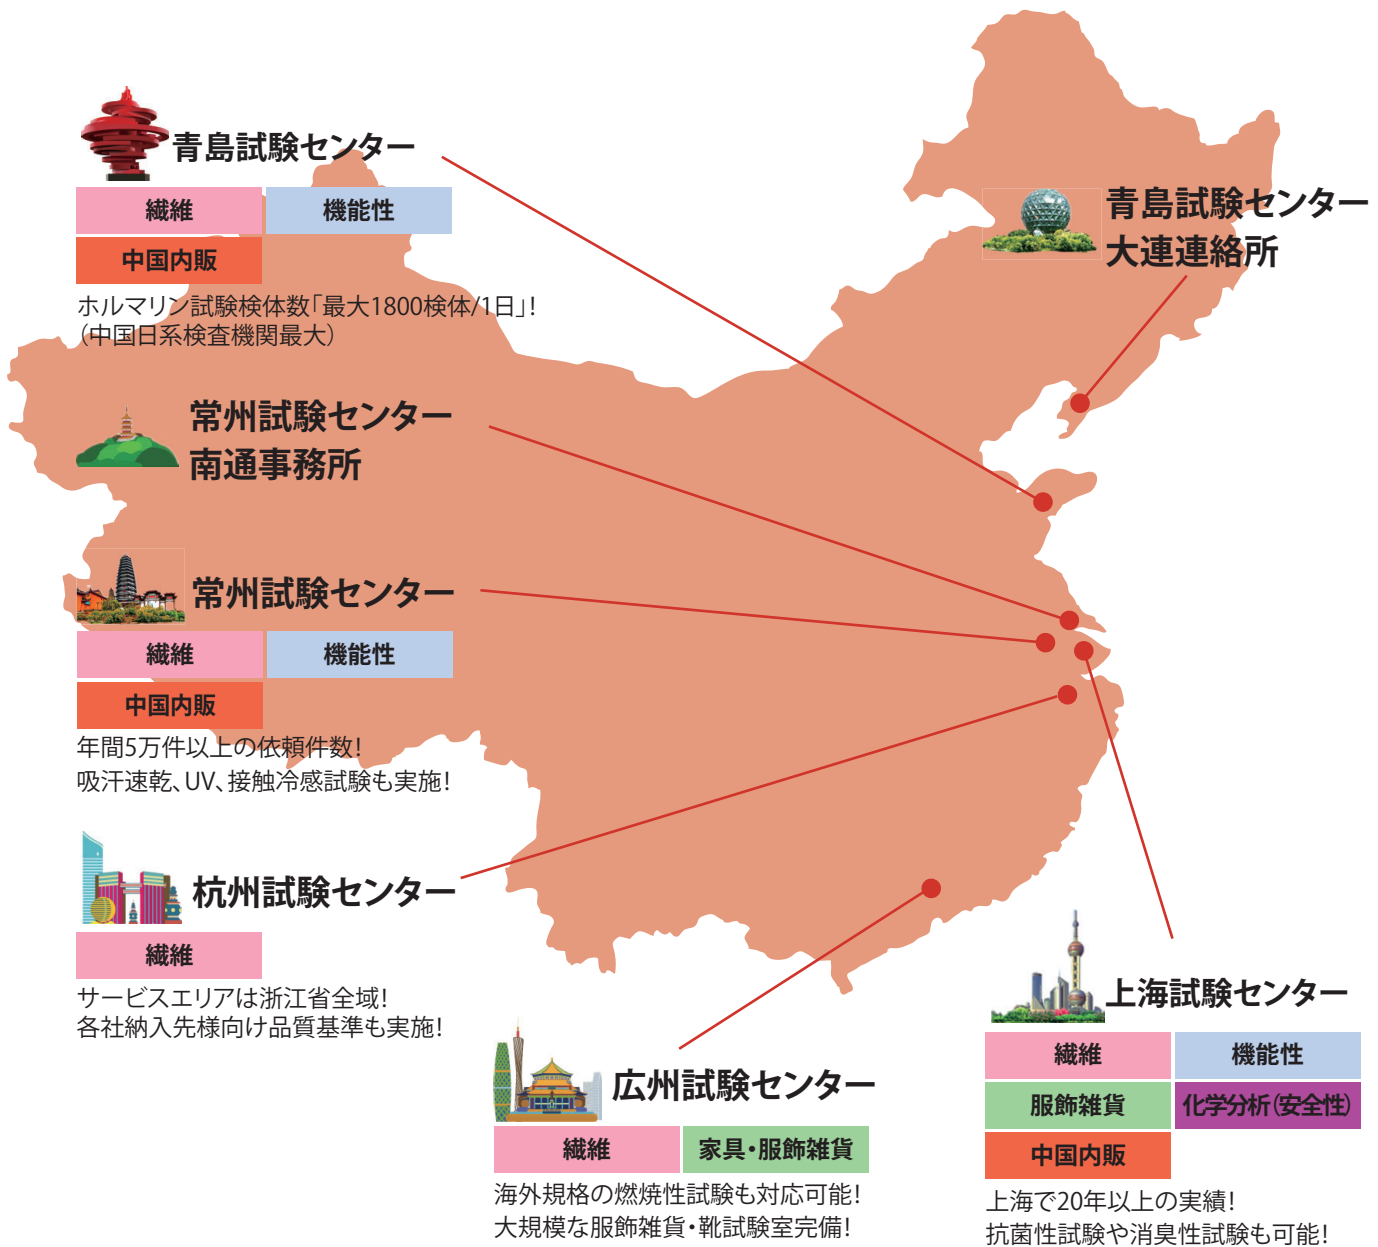 青島試験センター
繊維
機能性
中国内販
ホルマリン試験検体数「最大1800検体/1日」!
(中国日系検査機関最大)
青島試験センター
大連連絡所
常州試験センター
南通事務所
常州試験センター
繊維
機能性
中国内販
年間5万件以上の依頼件数!
吸汗速乾、UV、接触冷感試験も実施!
杭州試験センター
繊維
サービスエリアは浙江省全域!
各社納入先様向け品質基準も実施!
広州試験センター
繊維
家具・服飾雑貨
海外規格の燃焼性試験も対応可能!
大規模な服飾雑貨・靴試験室完備!
上海試験センター
繊維
機能性
服飾雑貨
化学分析(安全性)
中国内販
上海で20年以上の実績!
抗菌性試験や消臭性試験も可能!